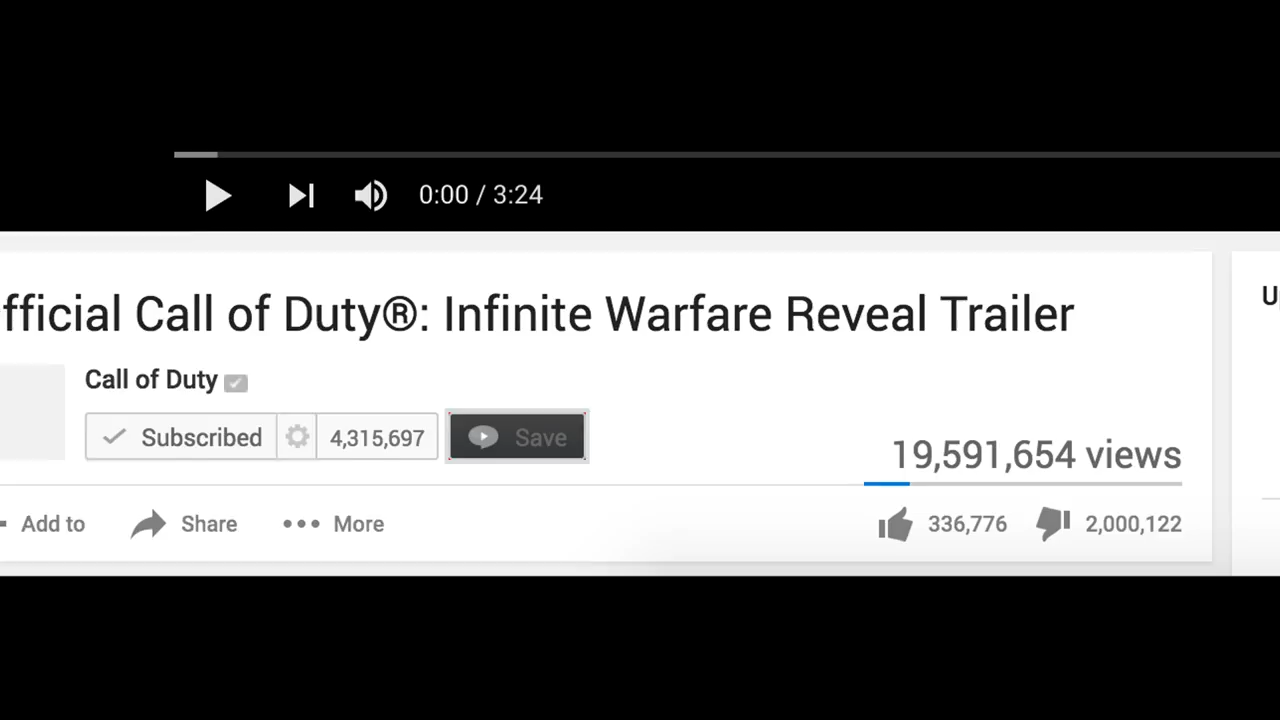 0:00 / 3:24
fficial Call of Duty®: Infinite Warfare Reveal Trailer
U
Call of Duty
Subscribed 4,315,697 Save
19,591,654 views
Add to Share More 336,776 2,000,122